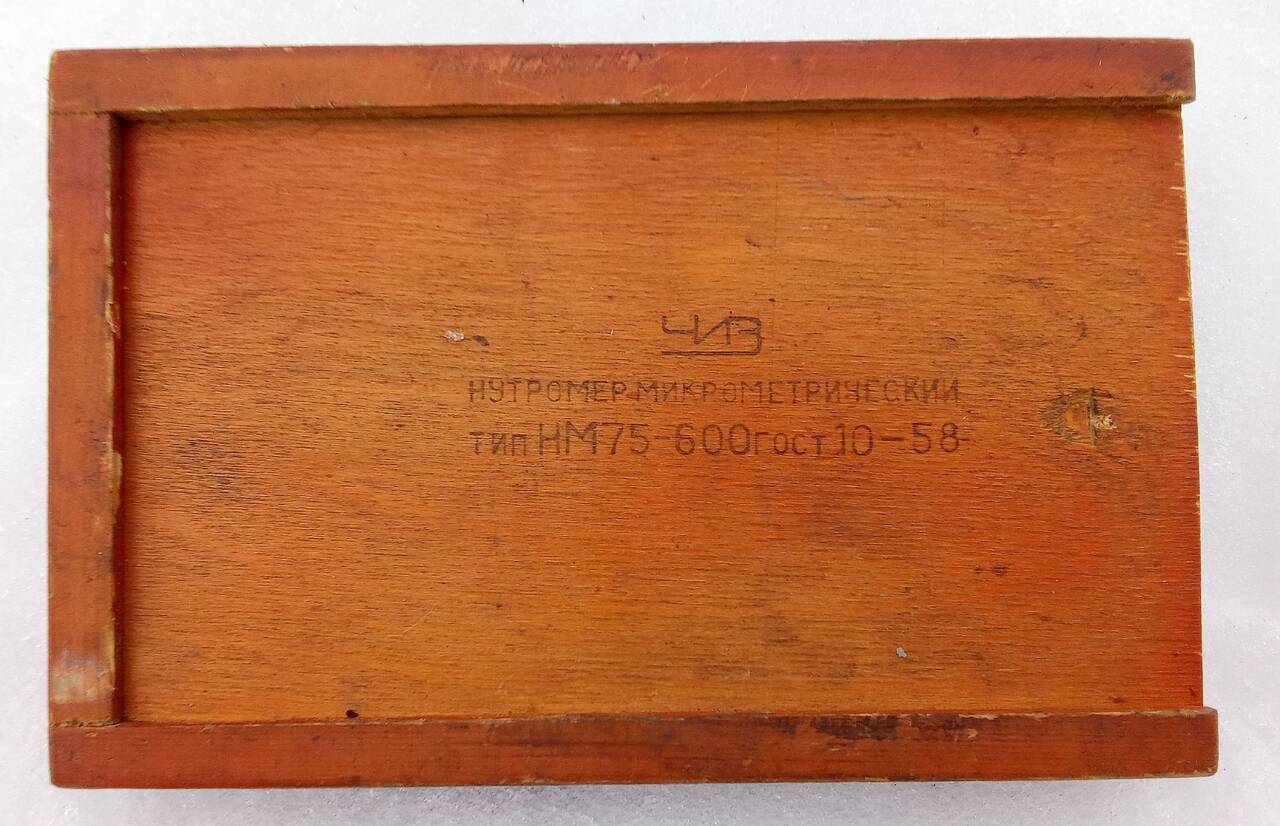 ЧИЗ
НУТРОМЕР МИКРОМЕТРИЧЕСКИЙ
тип НМ75-600 гост 10-58